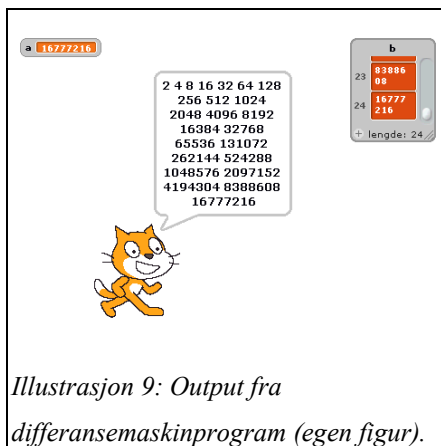 a 16777216
b
23 83886
08
24 16777
216
+ lengde: 24
2 4 8 16 32 64 128
256 512 1024
2048 4096 8192
16384 32768
65536 131072
262144 524288
1048576 2097152
4194304 8388608
16777216
Illustrasjon 9: Output fra
differansemaskinprogram (egen figur).